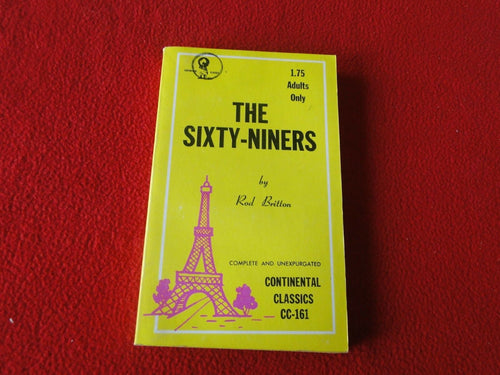 1.75
Adults
Only
THE
SIXTY-NINERS
by
Rod Britton
COMPLETE AND UNEXPURGATED
CONTINENTAL
CLASSICS
CC-161